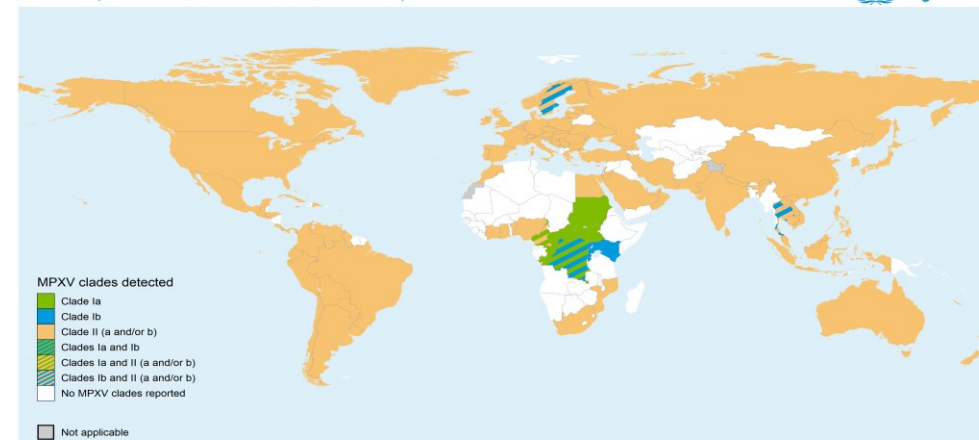 MPXV clades detected
Clade Ia
Clade Ib
Clade II (a and/or b)
Clades Ia and Ib
Clades Ia and II (a and/or b)
Clades Ib and II (a and/or b)
No MPXV clades reported
Not applicable